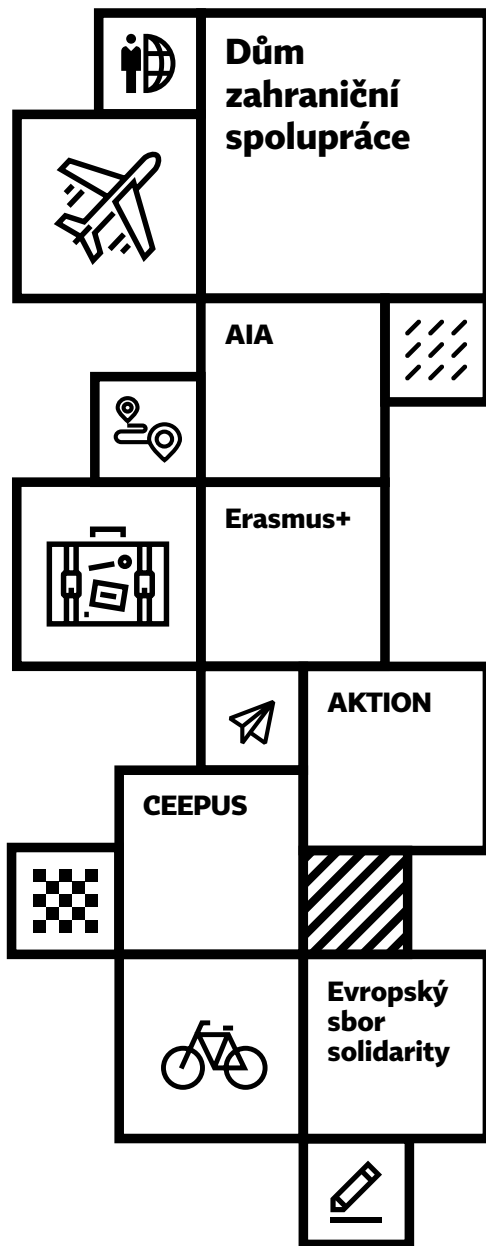 Dům
zahraniční
spolupráce
AIA
Erasmus+
AKTION
CEEPUS
Evropský
sbor
solidarity